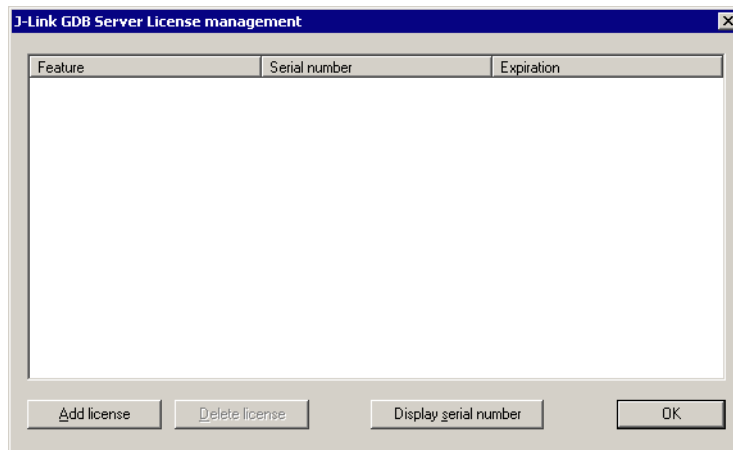 J-Link GDB Server License management
Feature Serial number Expiration
Add license Delete license Display serial number OK